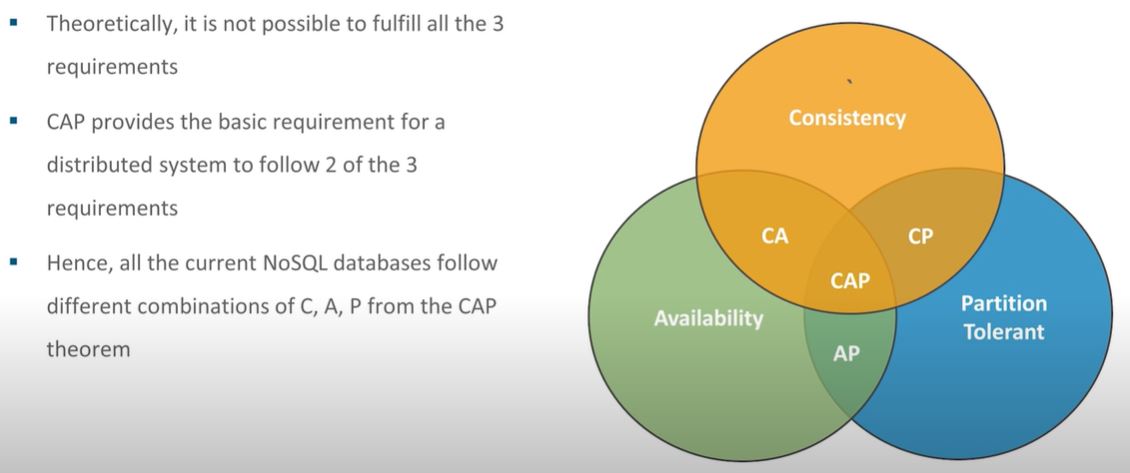 Theoretically, it is not possible to fulfill all the 3
requirements
CAP provides the basic requirement for a
distributed system to follow 2 of the 3
requirements
Hence, all the current NoSQL databases follow
different combinations of C, A, P from the CAP
theorem
Consistency
CA
CP
CAP
Availability
Partition
Tolerant
AP